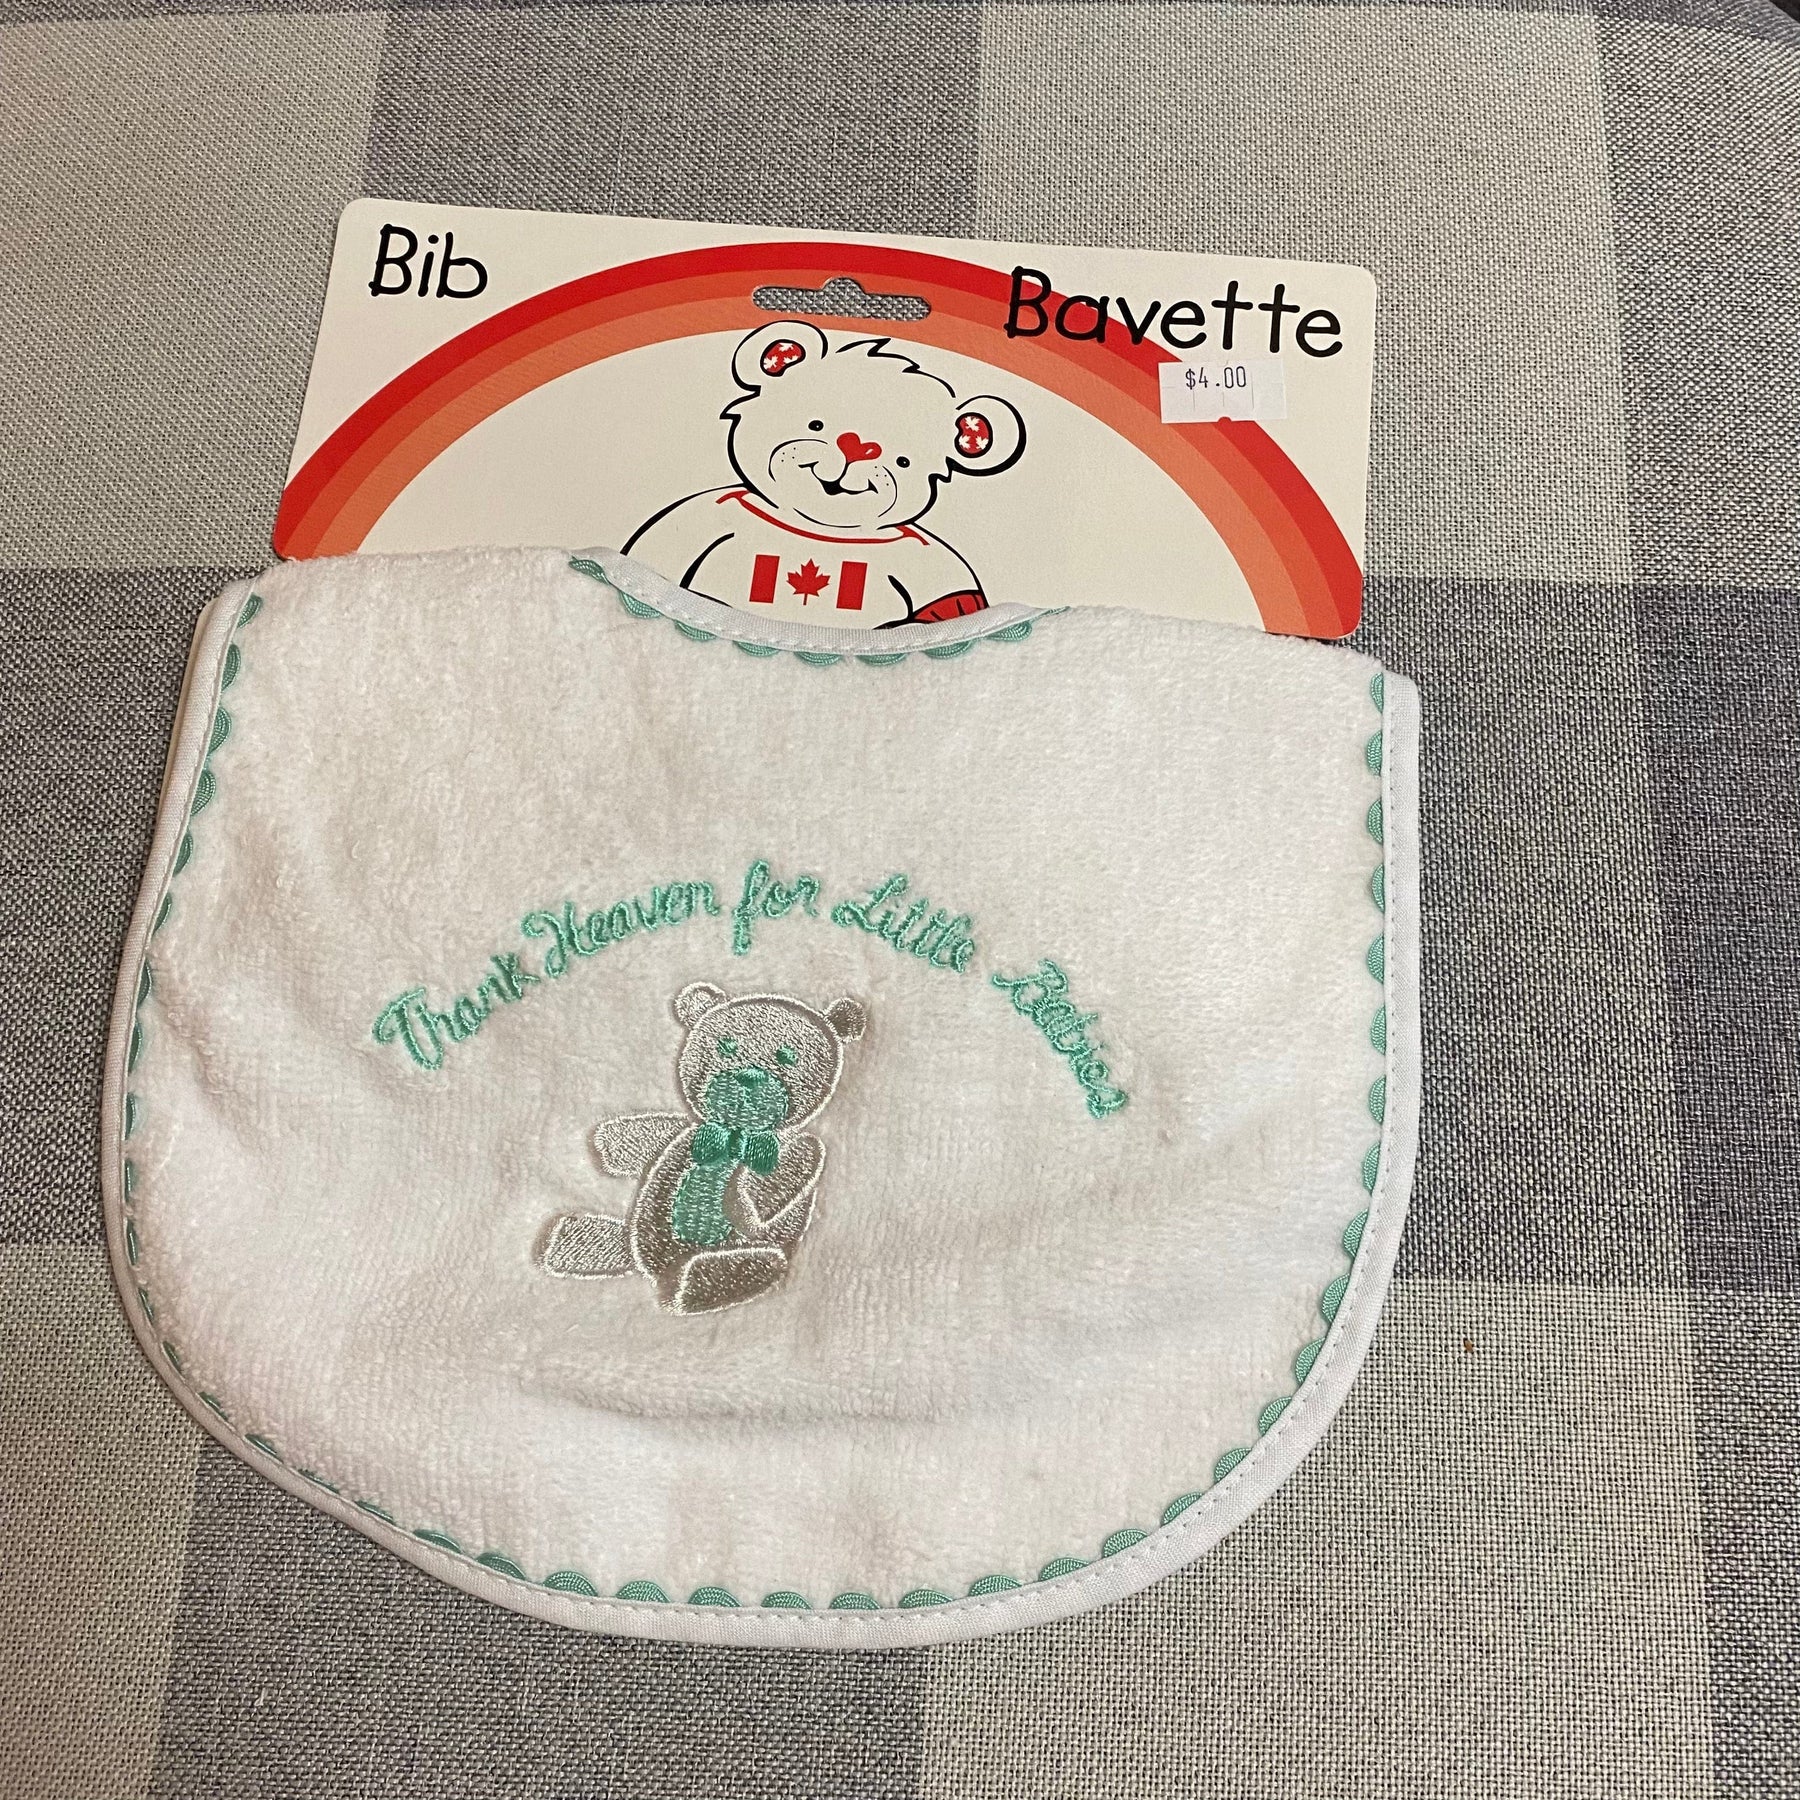 Bib
Bavette
$4.00
Thank Heaven for Little Babies